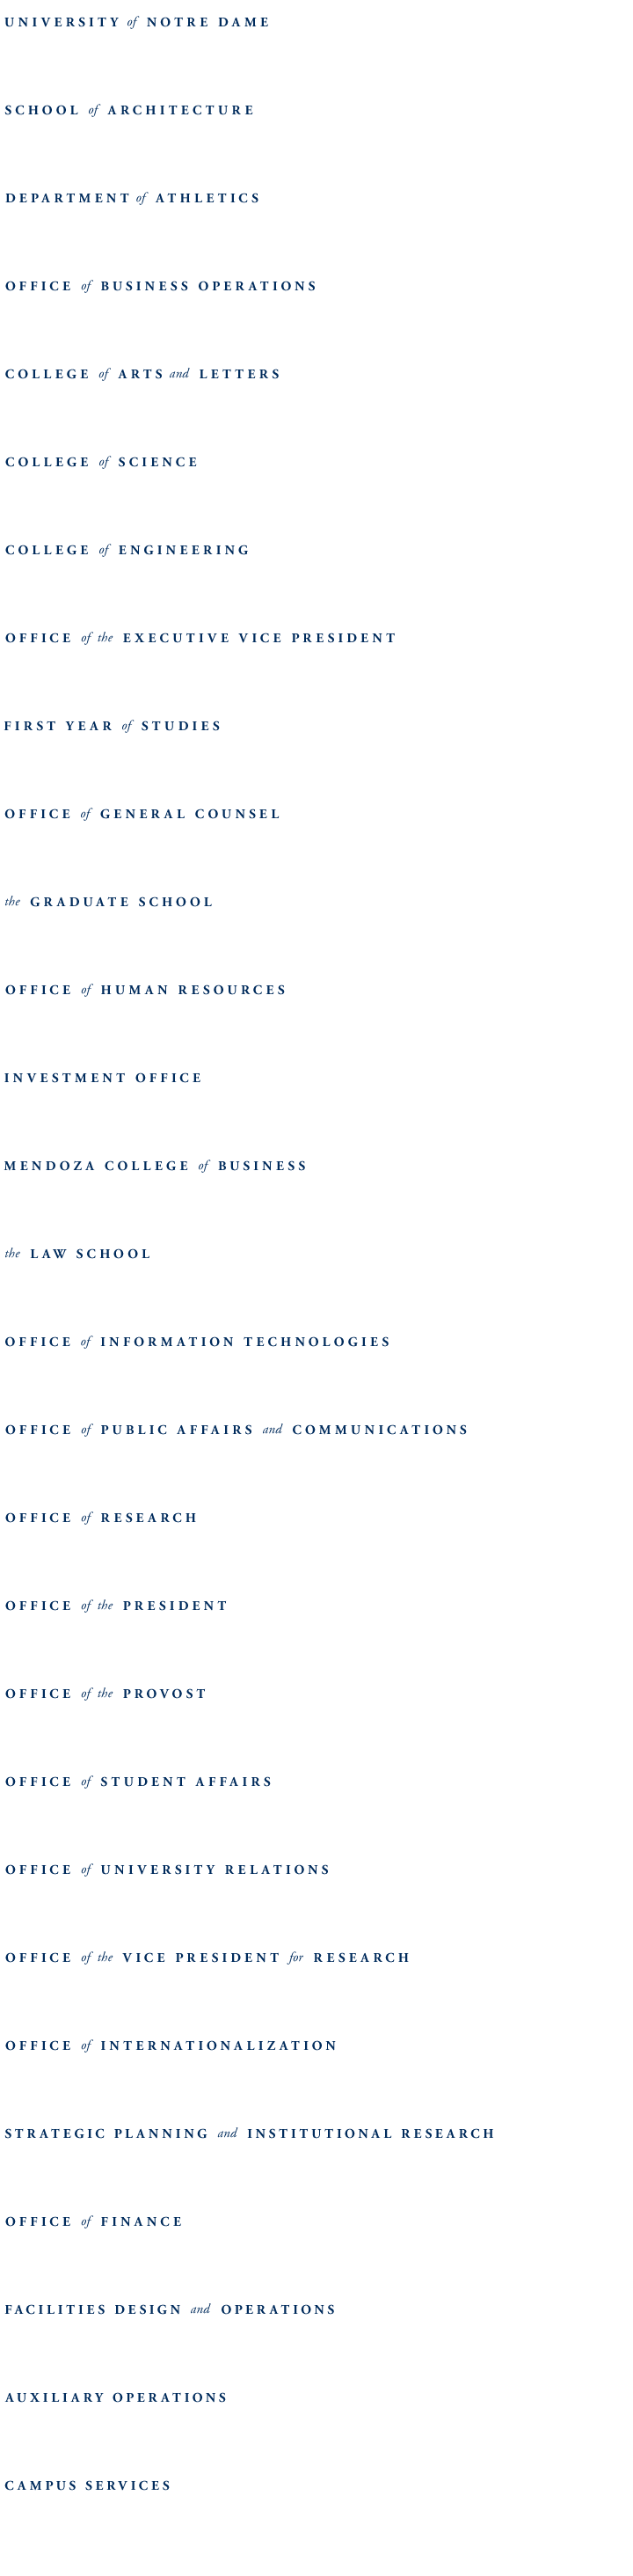 UNIVERSITY of NOTRE DAME
SCHOOL of ARCHITECTURE
DEPARTMENT of ATHLETICS
OFFICE of BUSINESS OPERATIONS
COLLEGE of ARTS and LETTERS
COLLEGE of SCIENCE
COLLEGE of ENGINEERING
OFFICE of the EXECUTIVE VICE PRESIDENT
FIRST YEAR of STUDIES
OFFICE of GENERAL COUNSEL
the GRADUATE SCHOOL
OFFICE of HUMAN RESOURCES
INVESTMENT OFFICE
MENDOZA COLLEGE of BUSINESS
the LAW SCHOOL
OFFICE of INFORMATION TECHNOLOGIES
OFFICE of PUBLIC AFFAIRS and COMMUNICATIONS
OFFICE of RESEARCH
OFFICE of the PRESIDENT
OFFICE of the PROVOST
OFFICE of STUDENT AFFAIRS
OFFICE of UNIVERSITY RELATIONS
OFFICE of the VICE PRESIDENT for RESEARCH
OFFICE of INTERNATIONALIZATION
STRATEGIC PLANNING and INSTITUTIONAL RESEARCH
OFFICE of FINANCE
FACILITIES DESIGN and OPERATIONS
AUXILIARY OPERATIONS
CAMPUS SERVICES